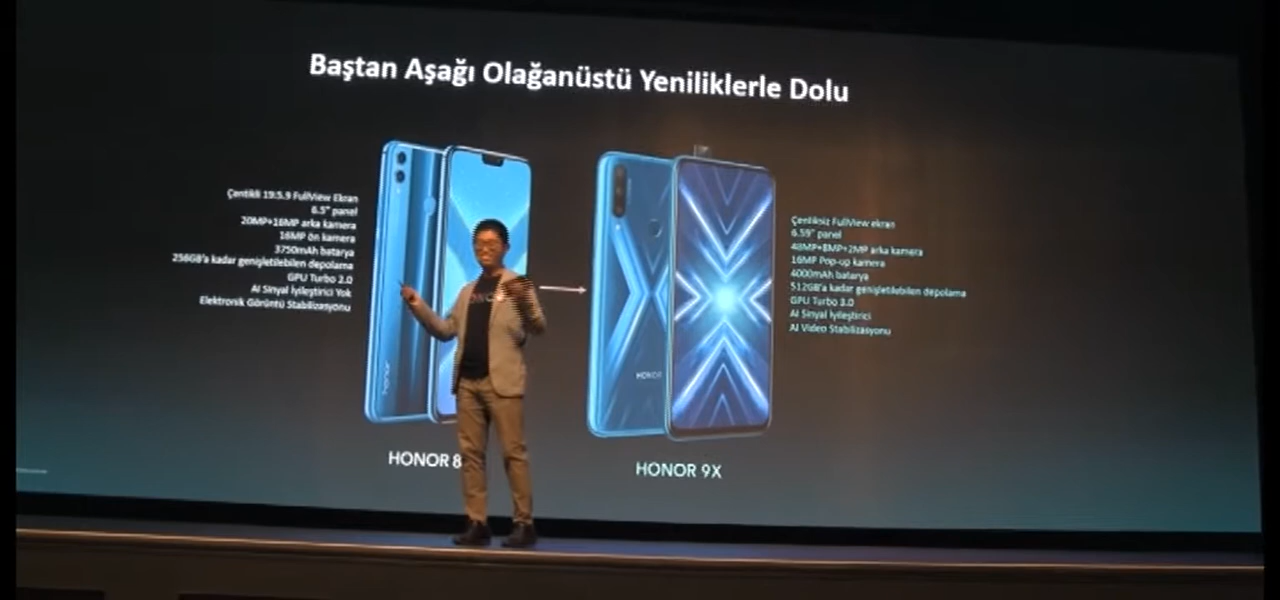 Baştan Aşağı Olağanüstü Yeniliklerle Dolu
Çentikli 19:5.9 FullView Ekran
6.5" panel
20MP+16MP arka kamera
16MP ön kamera
3750mAh batarya
256GB'a kadar genişletilebilen depolama
GPU Turbo 2.0
AI Sinyal İyileştirici Yok
Elektronik Görüntü Stabilizasyonu
honor
HONOR 8
Çentiksiz FullView ekran
6.59" panel
48MP+8MP+2MP arka kamera
16MP Pop-up kamera
4000mAh batarya
512GB'a kadar genişletilebilen depolama
GPU Turbo 3.0
AI Sinyal İyileştirici
AI Video Stabilizasyonu
HONOR
HONOR 9X